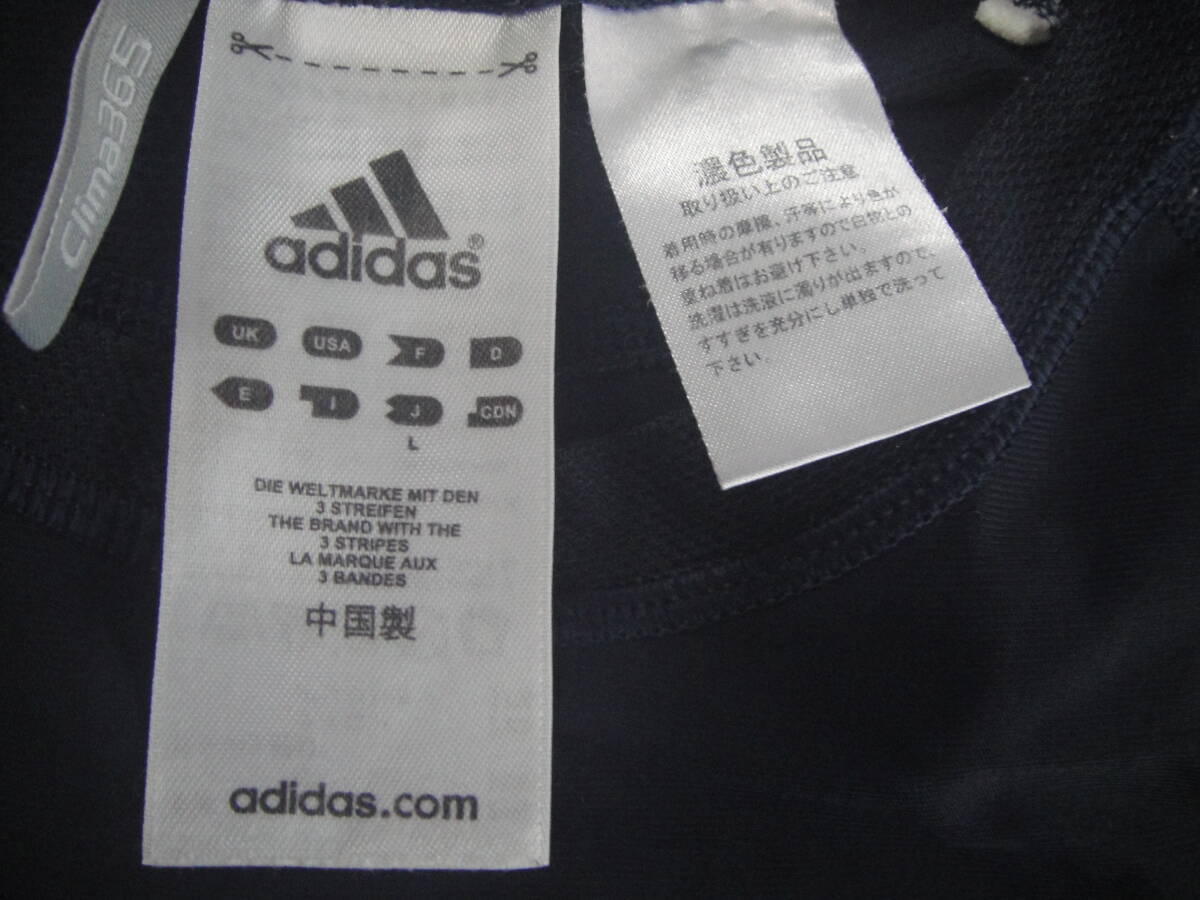 Clima365
adidas®
UK USA F D
E I J CDN
L
DIE WELTMARKE MIT DEN
3 STREIFEN
THE BRAND WITH THE
3 STRIPES
LA MARQUE AUX
3 BANDES
中国製
adidas.com
濃色製品
取り扱い上のご注意
着用時の摩擦、汗等により色が
移る場合が有りますので白物との
重ね着はお避け下さい。
洗濯は洗液に濁りが出ますので、
すすぎを充分にし単独で洗って
下さい.